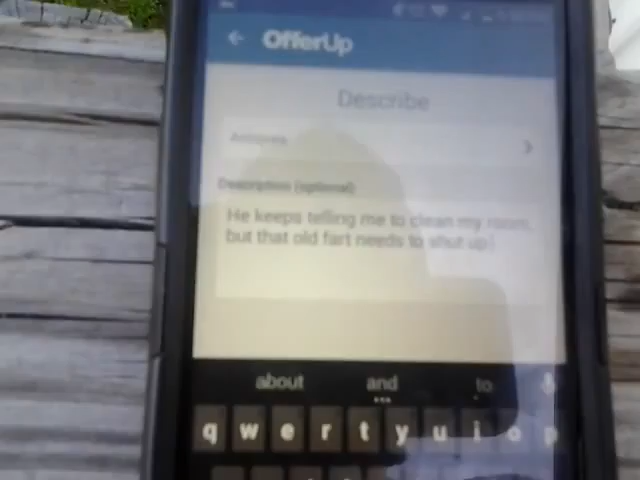 OfferUp
Describe
Description (optional)
He keeps telling me to clean my room,
but that old fart needs to shut up
about and to
q w e r t y u i o p